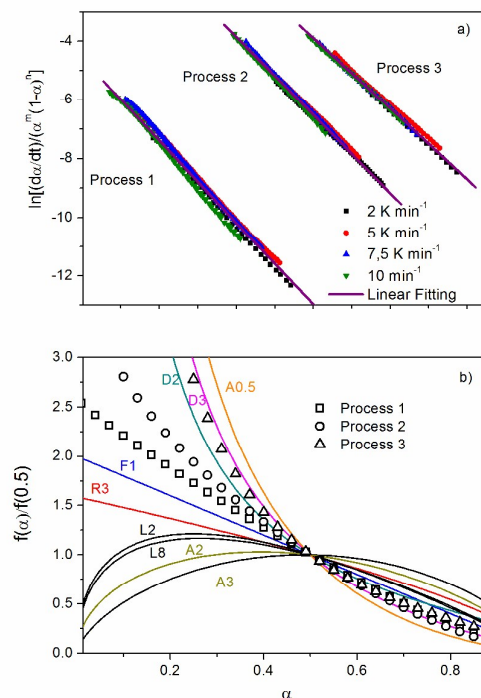 a)
ln[(dα/dt)/(α^m(1-α)^n)]
-4
-6
-8
-10
-12
Process 1
Process 2
Process 3
2 K min⁻¹
5 K min⁻¹
7,5 K min⁻¹
10 min⁻¹
Linear Fitting
b)
f(α)/f(0.5)
3.0
2.5
2.0
1.5
1.0
0.5
0.0
D2
D3
A0.5
F1
R3
L2
L8
A2
A3
Process 1
Process 2
Process 3
0.2
0.4
0.6
0.8
α